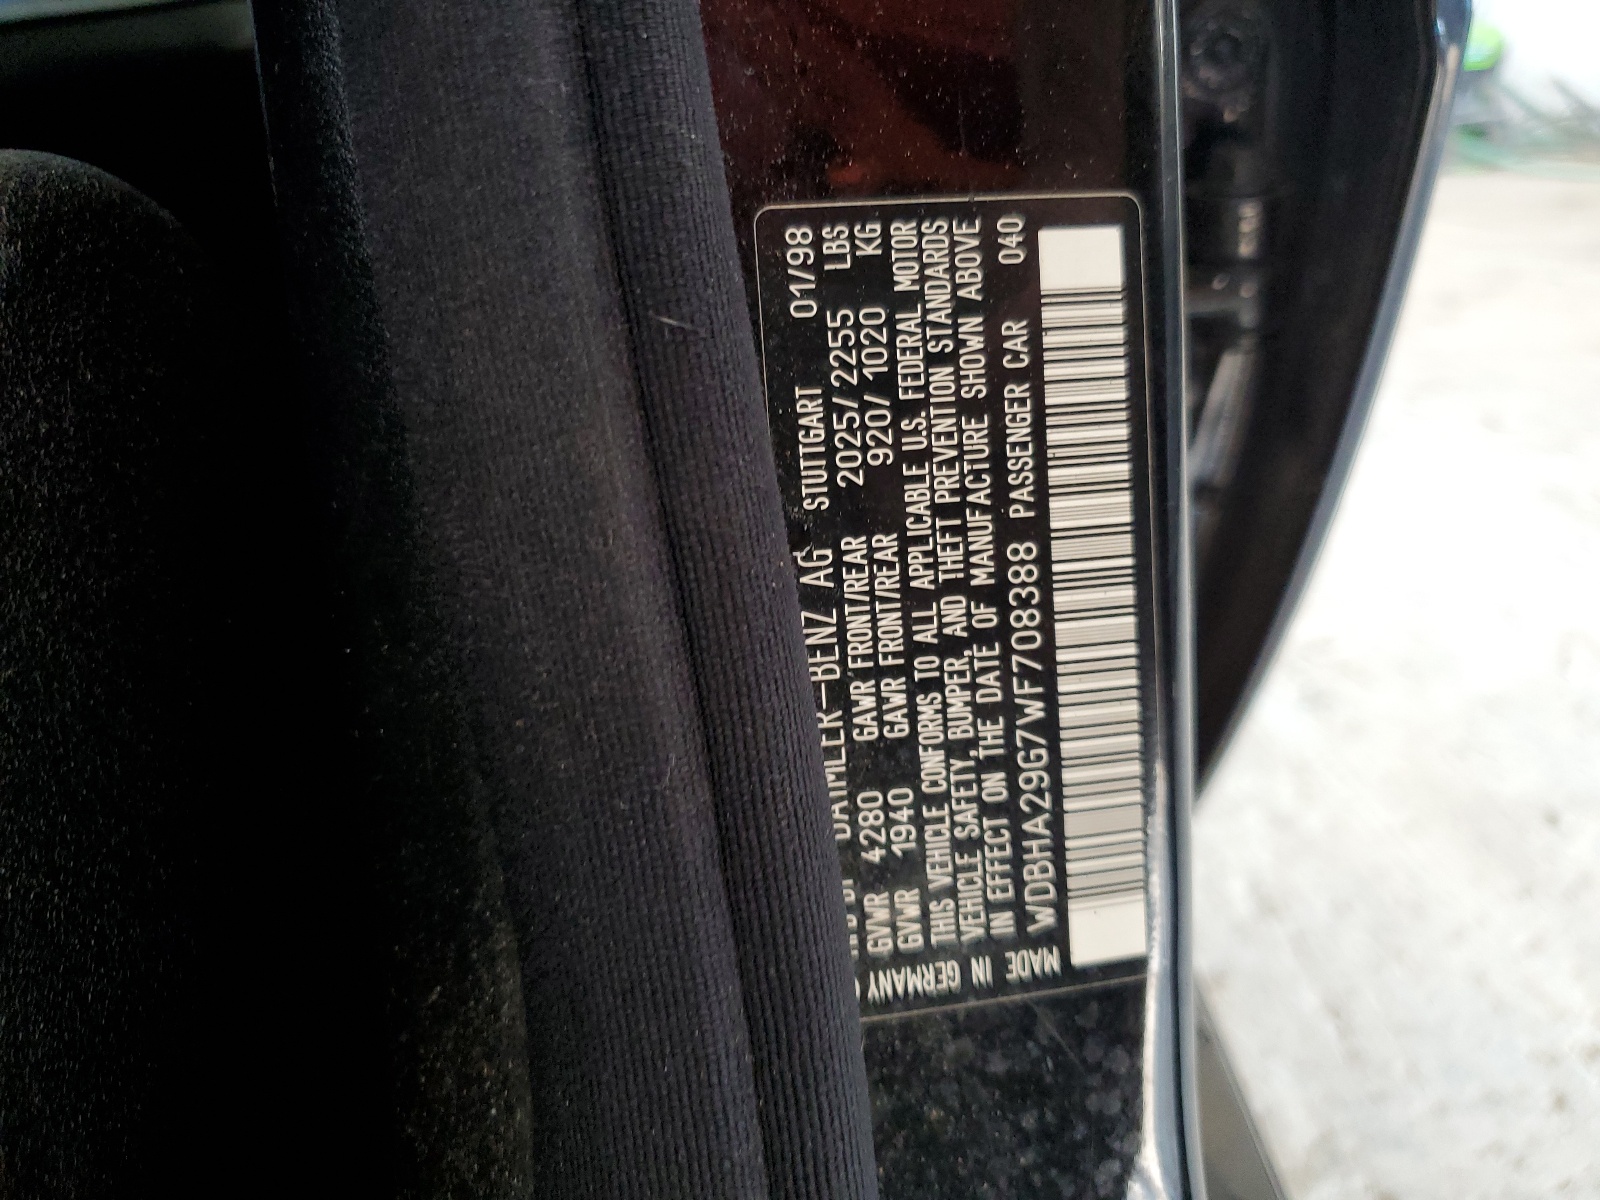 DAIMLER-BENZ AG STUTTGART 01/98
GVWR 4280 GAWR FRONT/REAR 2025/2255 LBS
GVWR 1940 GAWR FRONT/REAR 920/1020 KG
THIS VEHICLE CONFORMS TO ALL APPLICABLE U.S. FEDERAL MOTOR
VEHICLE SAFETY, BUMPER, AND THEFT PREVENTION STANDARDS
IN EFFECT ON THE DATE OF MANUFACTURE SHOWN ABOVE.
WDBHA29G7WF708388 PASSENGER CAR 040
MADE IN GERMANY